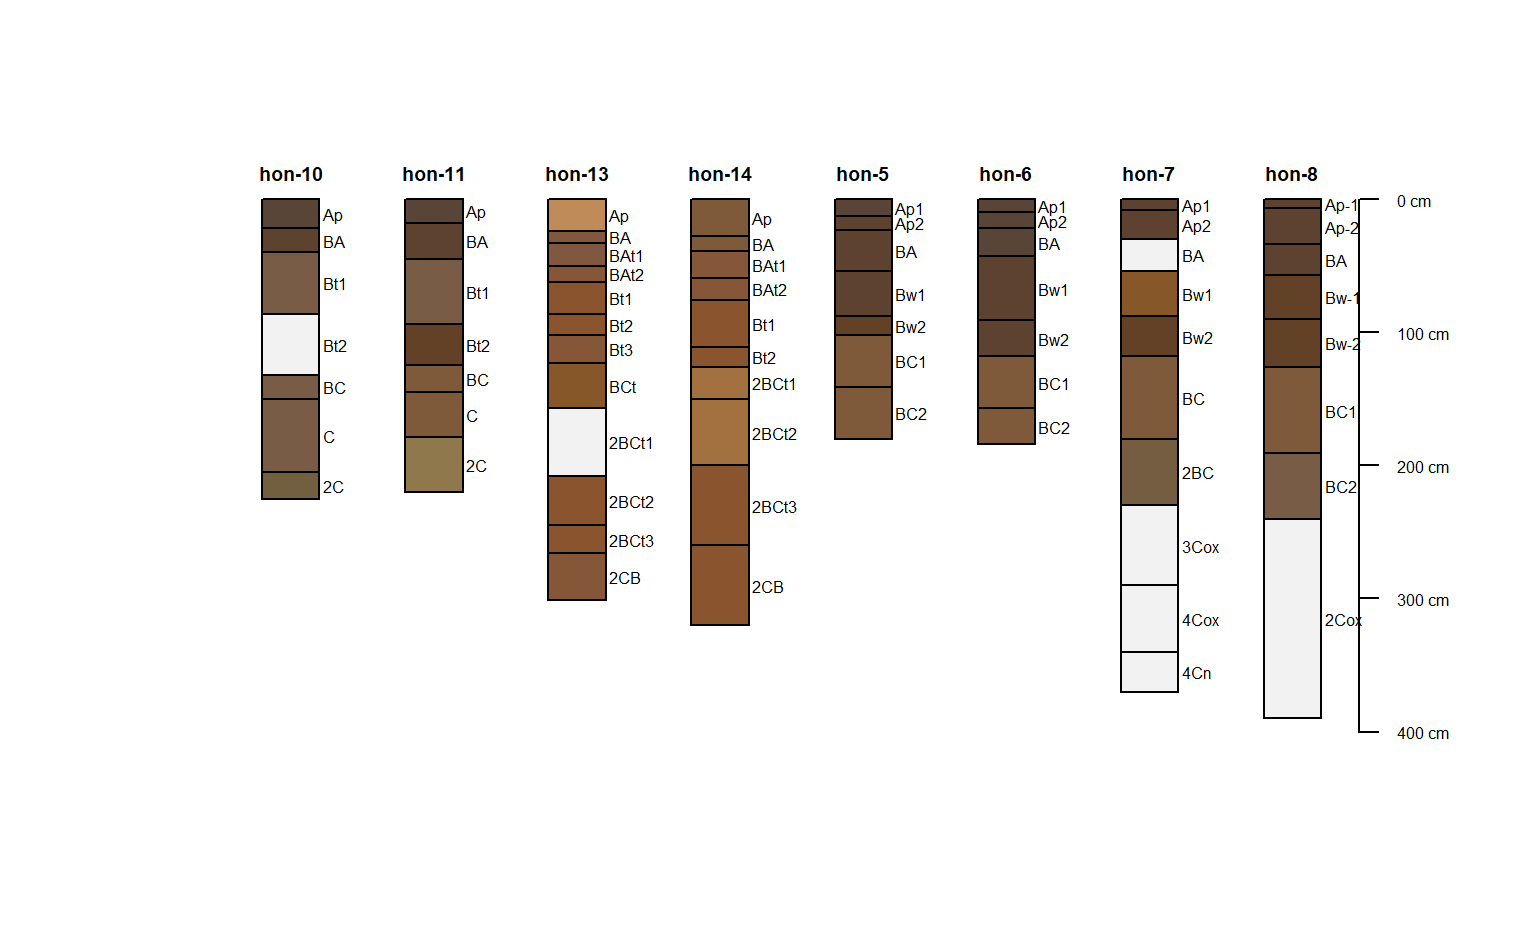 hon-10 hon-11 hon-13 hon-14 hon-5 hon-6 hon-7 hon-8
Ap
BA
Bt1
Bt2
BC
C
2C
Ap
BA
Bt1
Bt2
BC
C
2C
Ap
BA
BAt1
BAt2
Bt1
Bt2
Bt3
BCt
2BCt1
2BCt2
2BCt3
2CB
Ap
BA
BAt1
BAt2
Bt1
Bt2
2BCt1
2BCt2
2BCt3
2CB
Ap1
Ap2
BA
Bw1
Bw2
BC1
BC2
Ap1
Ap2
BA
Bw1
Bw2
BC1
BC2
Ap1
Ap2
BA
Bw1
Bw2
BC
2BC
3Cox
4Cox
4Cn
Ap-1
Ap-2
BA
Bw-1
Bw-2
BC1
BC2
2Cox
0 cm
100 cm
200 cm
300 cm
400 cm